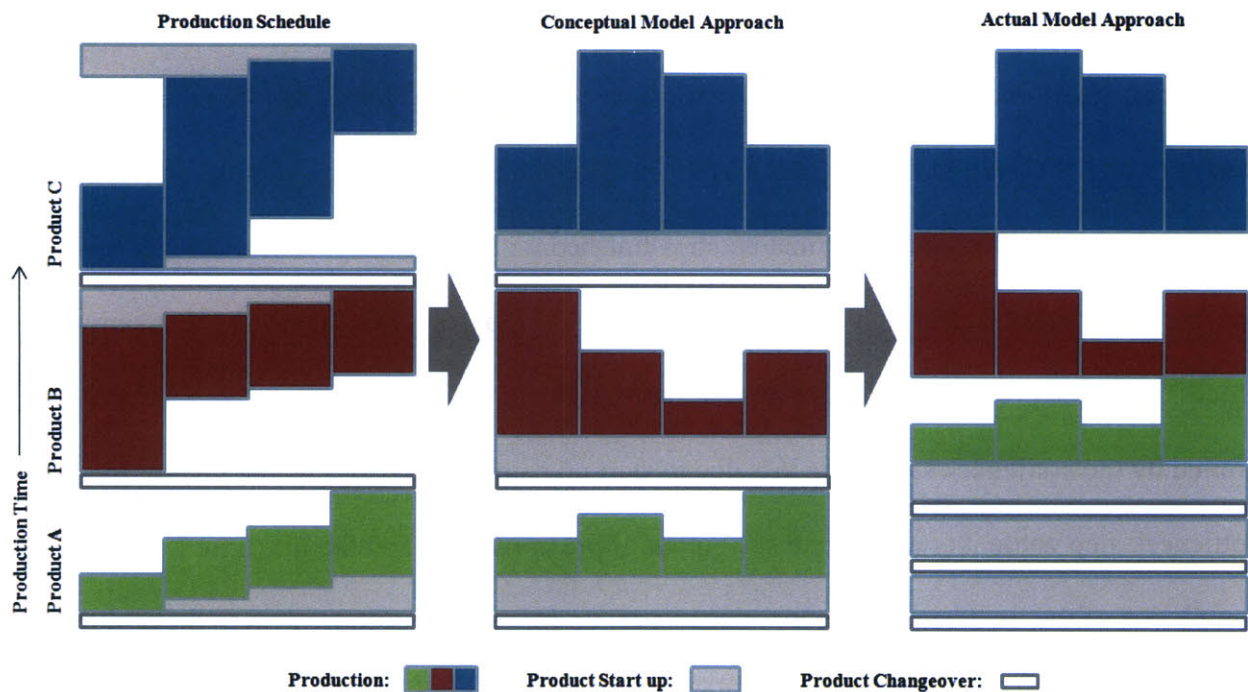 Production Schedule
Conceptual Model Approach
Actual Model Approach
Product C
Product B
Product A
Production Time
Production:
Product Start up:
Product Changeover: